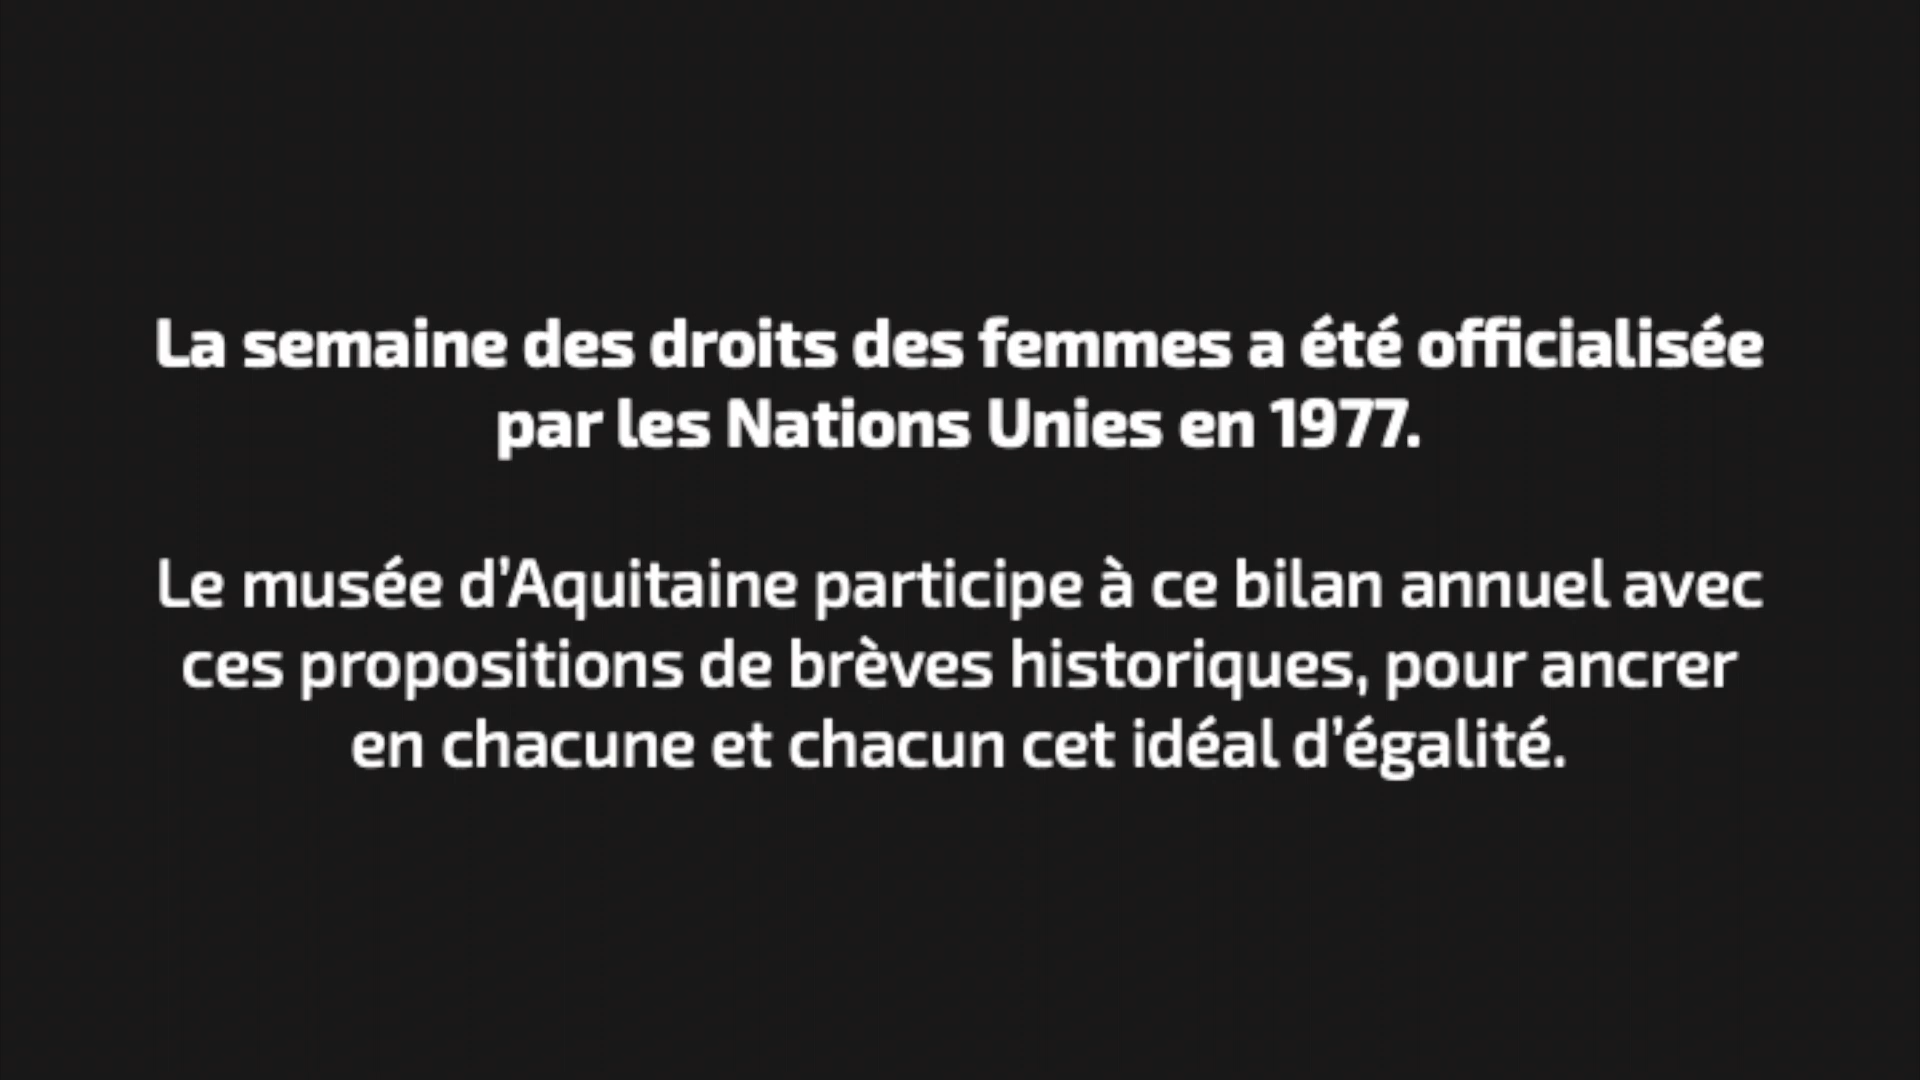 La semaine des droits des femmes a été officialisée
par les Nations Unies en 1977.
Le musée d’Aquitaine participe à ce bilan annuel avec
ces propositions de brèves historiques, pour ancrer
en chacune et chacun cet idéal d’égalité.